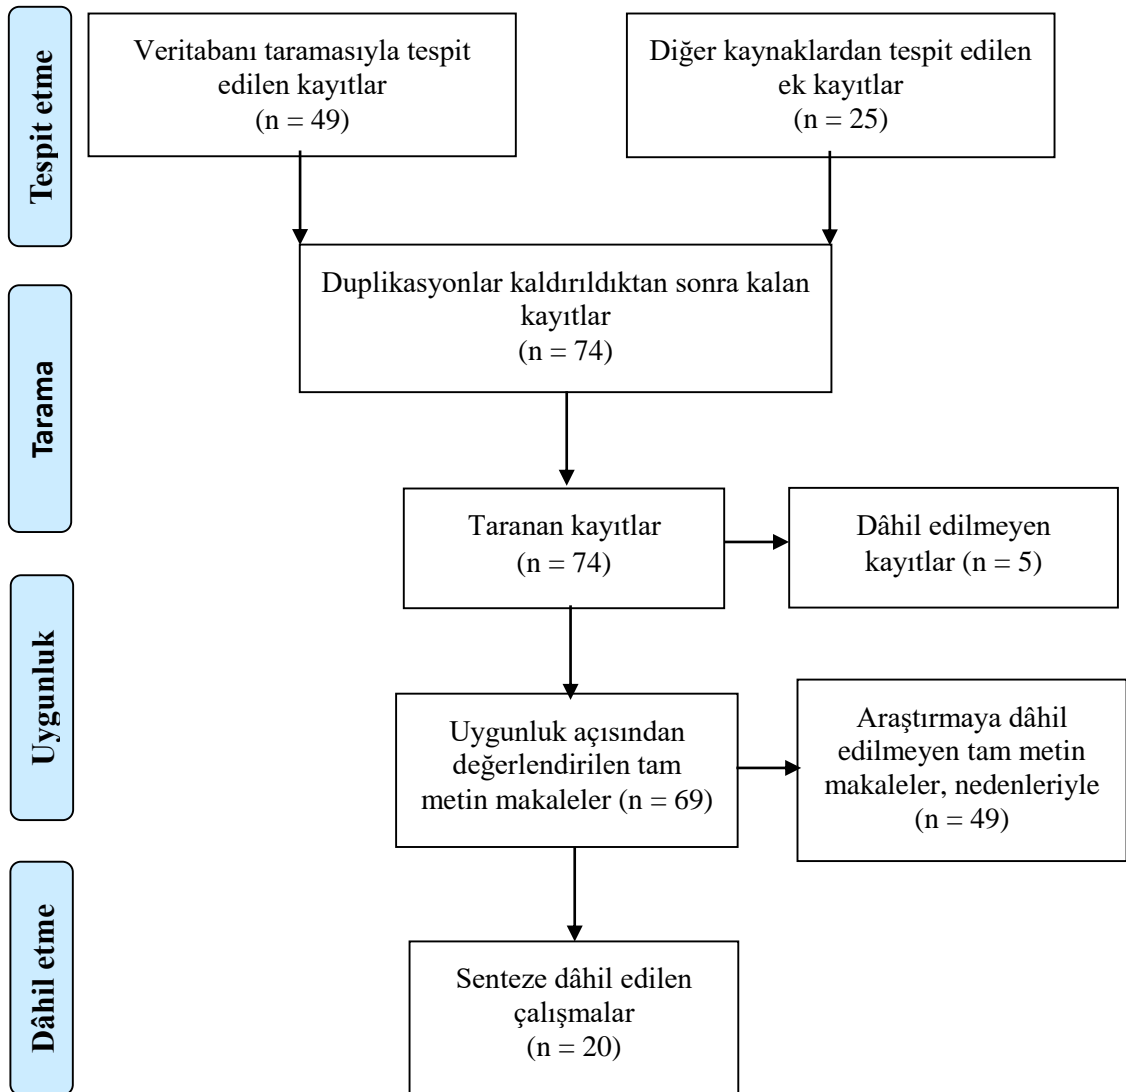 Tespit etme
Veritabanı taramasıyla tespit
edilen kayıtlar
(n = 49)
Diğer kaynaklardan tespit edilen
ek kayıtlar
(n = 25)
Duplikasyonlar kaldırıldıktan sonra kalan
kayıtlar
(n = 74)
Tarama
Taranan kayıtlar
(n = 74)
Dâhil edilmeyen
kayıtlar (n = 5)
Uygunluk
Uygunluk açısından
değerlendirilen tam
metin makaleler (n = 69)
Araştırmaya dâhil
edilmeyen tam metin
makaleler, nedenleriyle
(n = 49)
Dâhil etme
Senteze dâhil edilen
çalışmalar
(n = 20)